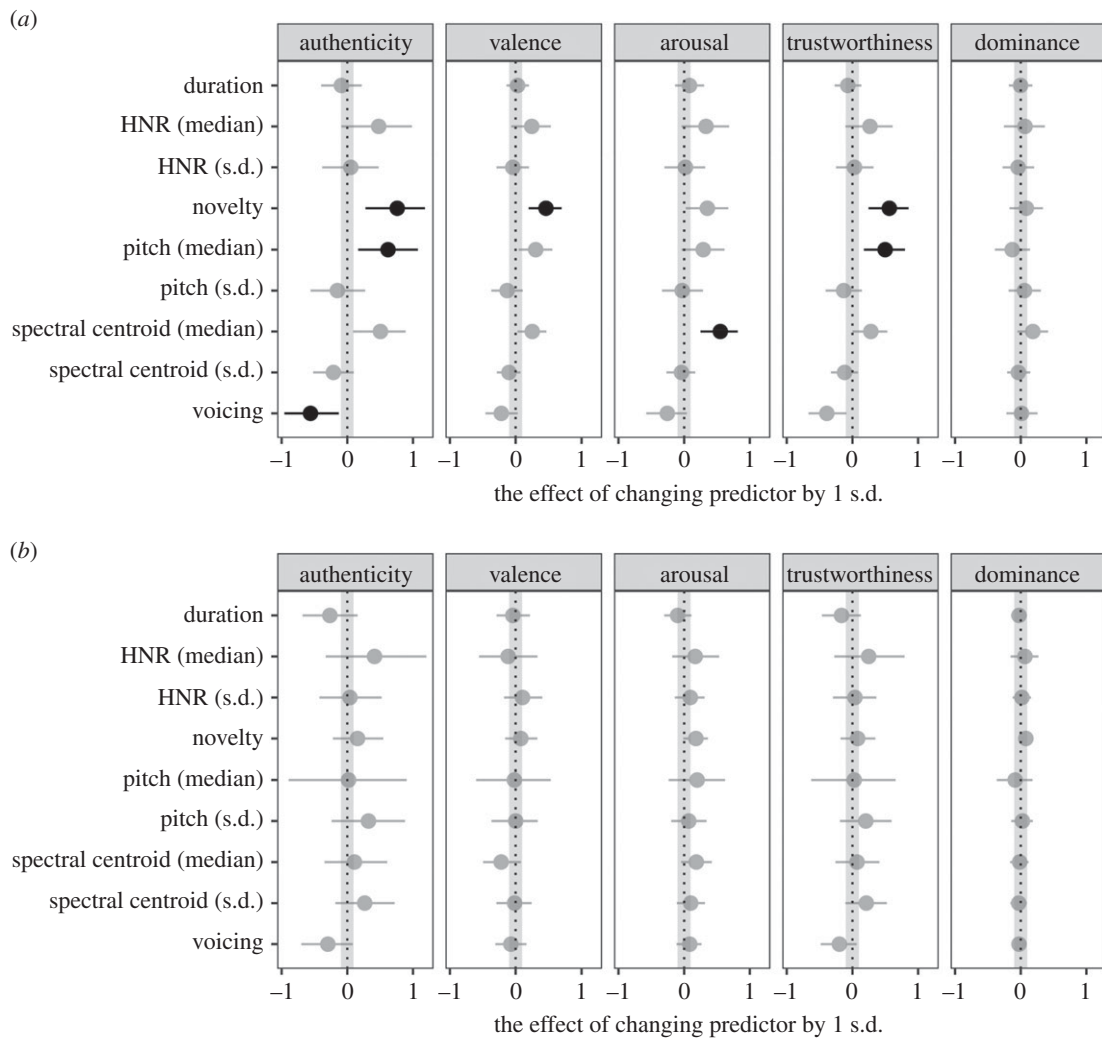 (a)
authenticity valence arousal trustworthiness dominance
duration
HNR (median)
HNR (s.d.)
novelty
pitch (median)
pitch (s.d.)
spectral centroid (median)
spectral centroid (s.d.)
voicing
–1 0 1 –1 0 1 –1 0 1 –1 0 1 –1 0 1
the effect of changing predictor by 1 s.d.
(b)
authenticity valence arousal trustworthiness dominance
duration
HNR (median)
HNR (s.d.)
novelty
pitch (median)
pitch (s.d.)
spectral centroid (median)
spectral centroid (s.d.)
voicing
–1 0 1 –1 0 1 –1 0 1 –1 0 1 –1 0 1
the effect of changing predictor by 1 s.d.